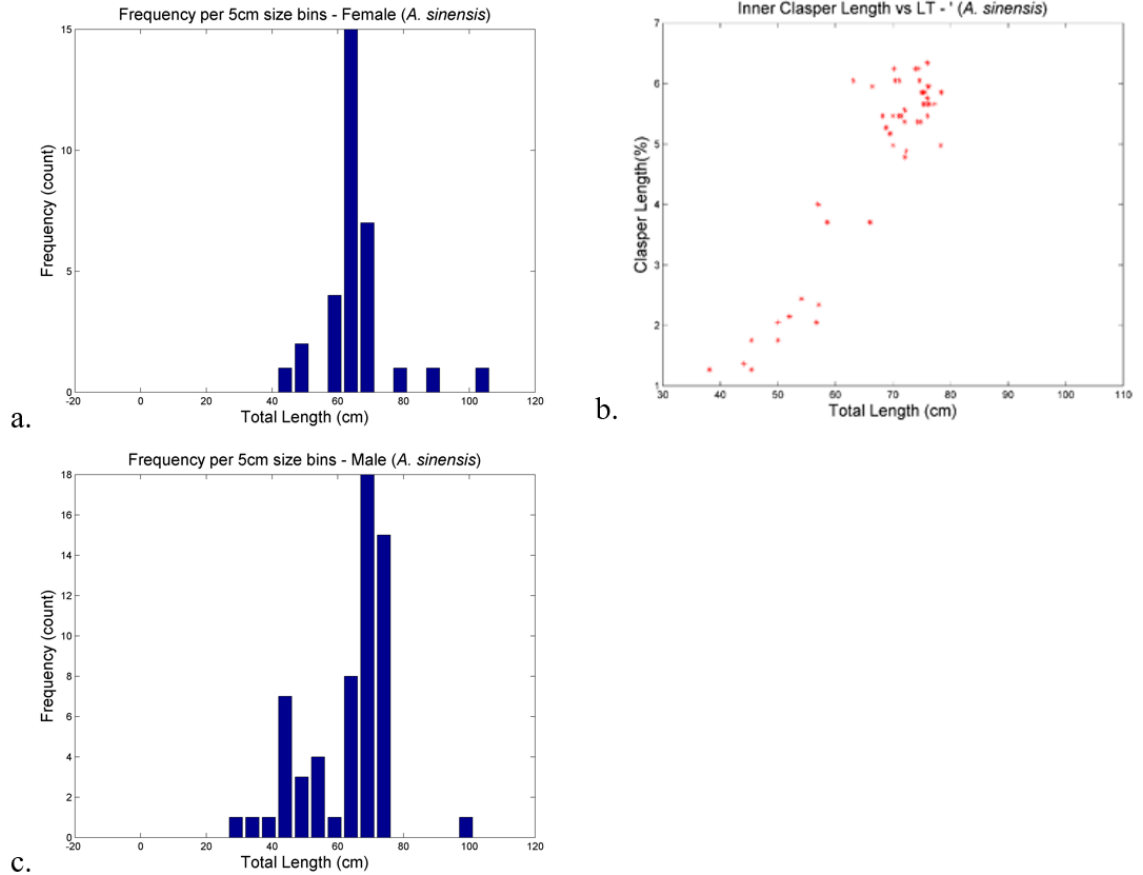 Frequency per 5cm size bins - Female (A. sinensis)
15
10
5
0
Frequency (count)
-20 0 20 40 60 80 100 120
Total Length (cm)
a.
Inner Clasper Length vs LT - ' (A. sinensis)
7
6
5
4
3
2
1
Clasper Length(%)
30 40 50 60 70 80 90 100 110
Total Length (cm)
b.
Frequency per 5cm size bins - Male (A. sinensis)
18
16
14
12
10
8
6
4
2
0
Frequency (count)
-20 0 20 40 60 80 100 120
Total Length (cm)
c.